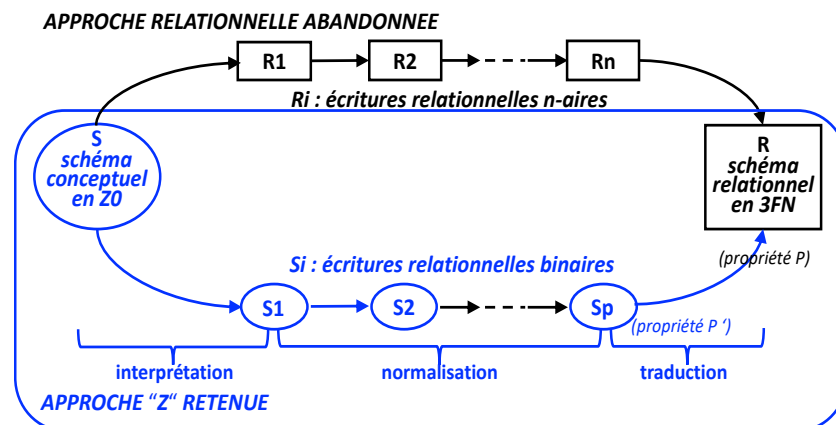 APPROCHE RELATIONNELLE ABANDONNEE
R1
R2
Rn
Ri : écritures relationnelles n-aires
S
schéma
conceptuel
en Z0
R
schéma
relationnel
en 3FN
(propriété P)
Si : écritures relationnelles binaires
S1
S2
Sp
(propriété P ‘)
interprétation
normalisation
traduction
APPROCHE “Z“ RETENUE